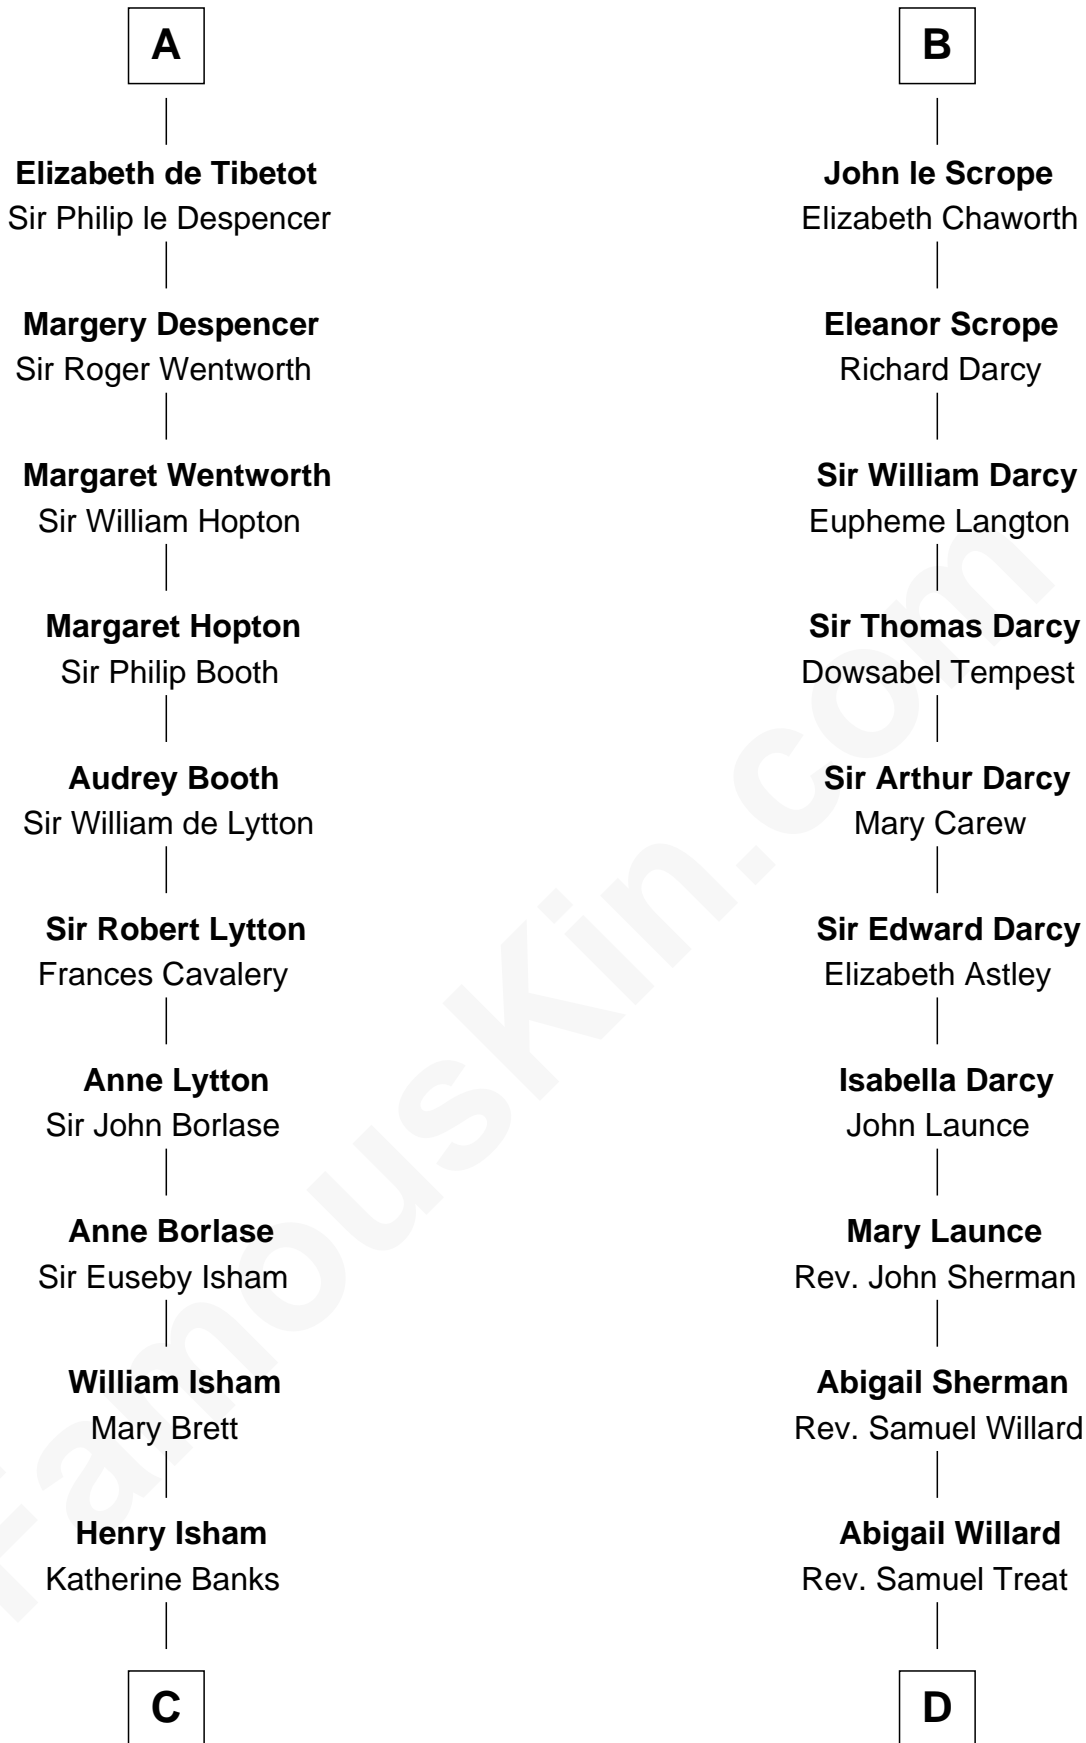 A
Elizabeth de Tibetot
Sir Philip le Despencer
Margery Despencer
Sir Roger Wentworth
Margaret Wentworth
Sir William Hopton
Margaret Hopton
Sir Philip Booth
Audrey Booth
Sir William de Lytton
Sir Robert Lytton
Frances Cavalery
Anne Lytton
Sir John Borlase
Anne Borlase
Sir Euseby Isham
William Isham
Mary Brett
Henry Isham
Katherine Banks
C
B
John le Scrope
Elizabeth Chaworth
Eleanor Scrope
Richard Darcy
Sir William Darcy
Eupheme Langton
Sir Thomas Darcy
Dowsabel Tempest
Sir Arthur Darcy
Mary Carew
Sir Edward Darcy
Elizabeth Astley
Isabella Darcy
John Launce
Mary Launce
Rev. John Sherman
Abigail Sherman
Rev. Samuel Willard
Abigail Willard
Rev. Samuel Treat
D
FamousKin.com